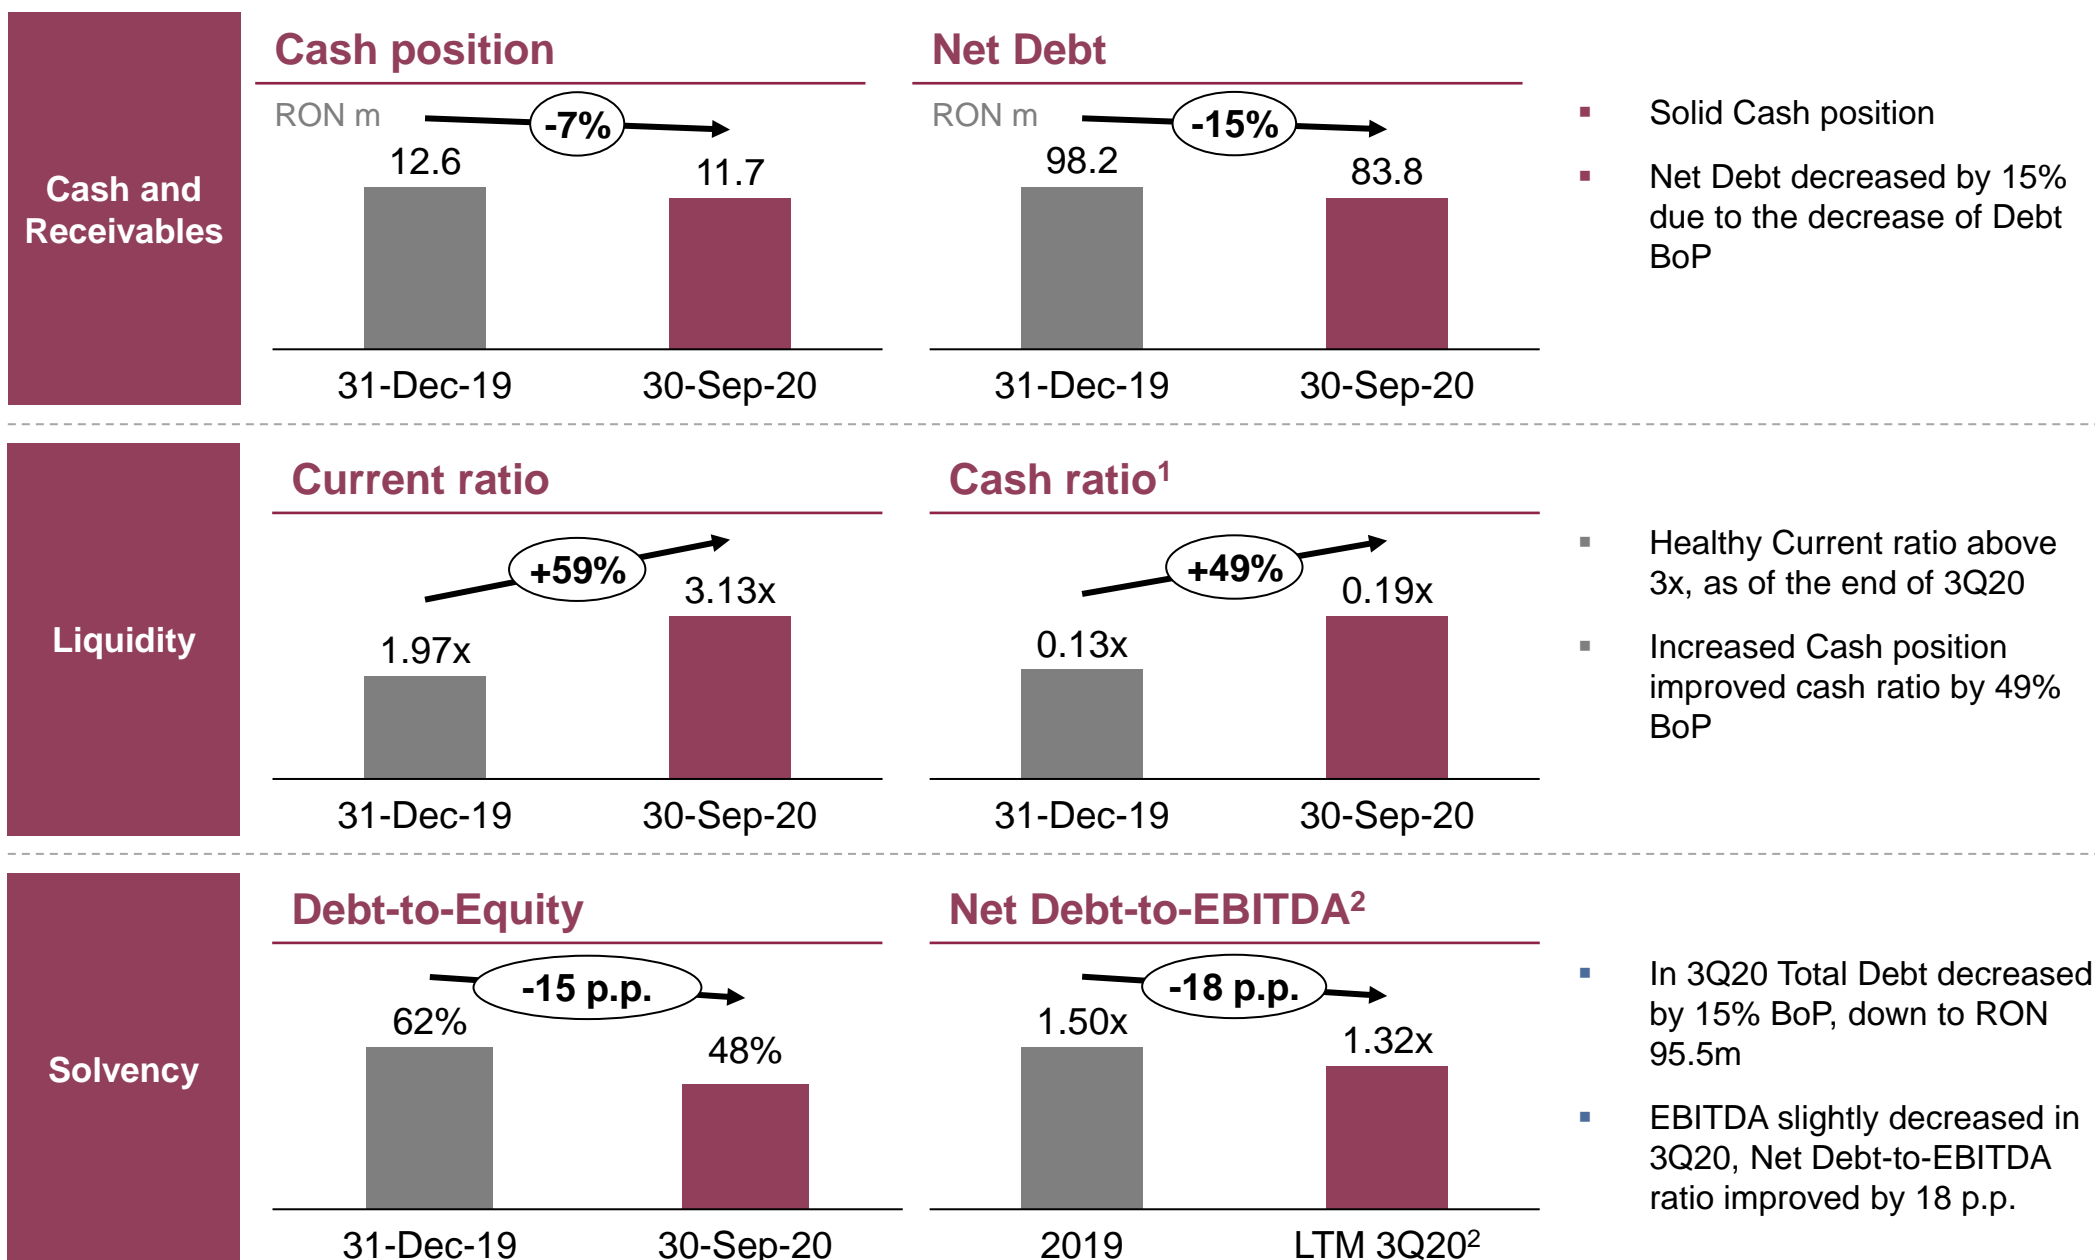 Cash and
Receivables
Cash position
RON m
-7%
12.6
11.7
31-Dec-19
30-Sep-20
Net Debt
RON m
-15%
98.2
83.8
31-Dec-19
30-Sep-20
▪ Solid Cash position
▪ Net Debt decreased by 15%
due to the decrease of Debt
BoP
Liquidity
Current ratio
+59%
1.97x
3.13x
31-Dec-19
30-Sep-20
Cash ratio¹
+49%
0.13x
0.19x
31-Dec-19
30-Sep-20
▪ Healthy Current ratio above
3x, as of the end of 3Q20
▪ Increased Cash position
improved cash ratio by 49%
BoP
Solvency
Debt-to-Equity
-15 p.p.
62%
48%
31-Dec-19
30-Sep-20
Net Debt-to-EBITDA²
-18 p.p.
1.50x
1.32x
2019
LTM 3Q20²
▪ In 3Q20 Total Debt decreased
by 15% BoP, down to RON
95.5m
▪ EBITDA slightly decreased in
3Q20, Net Debt-to-EBITDA
ratio improved by 18 p.p.